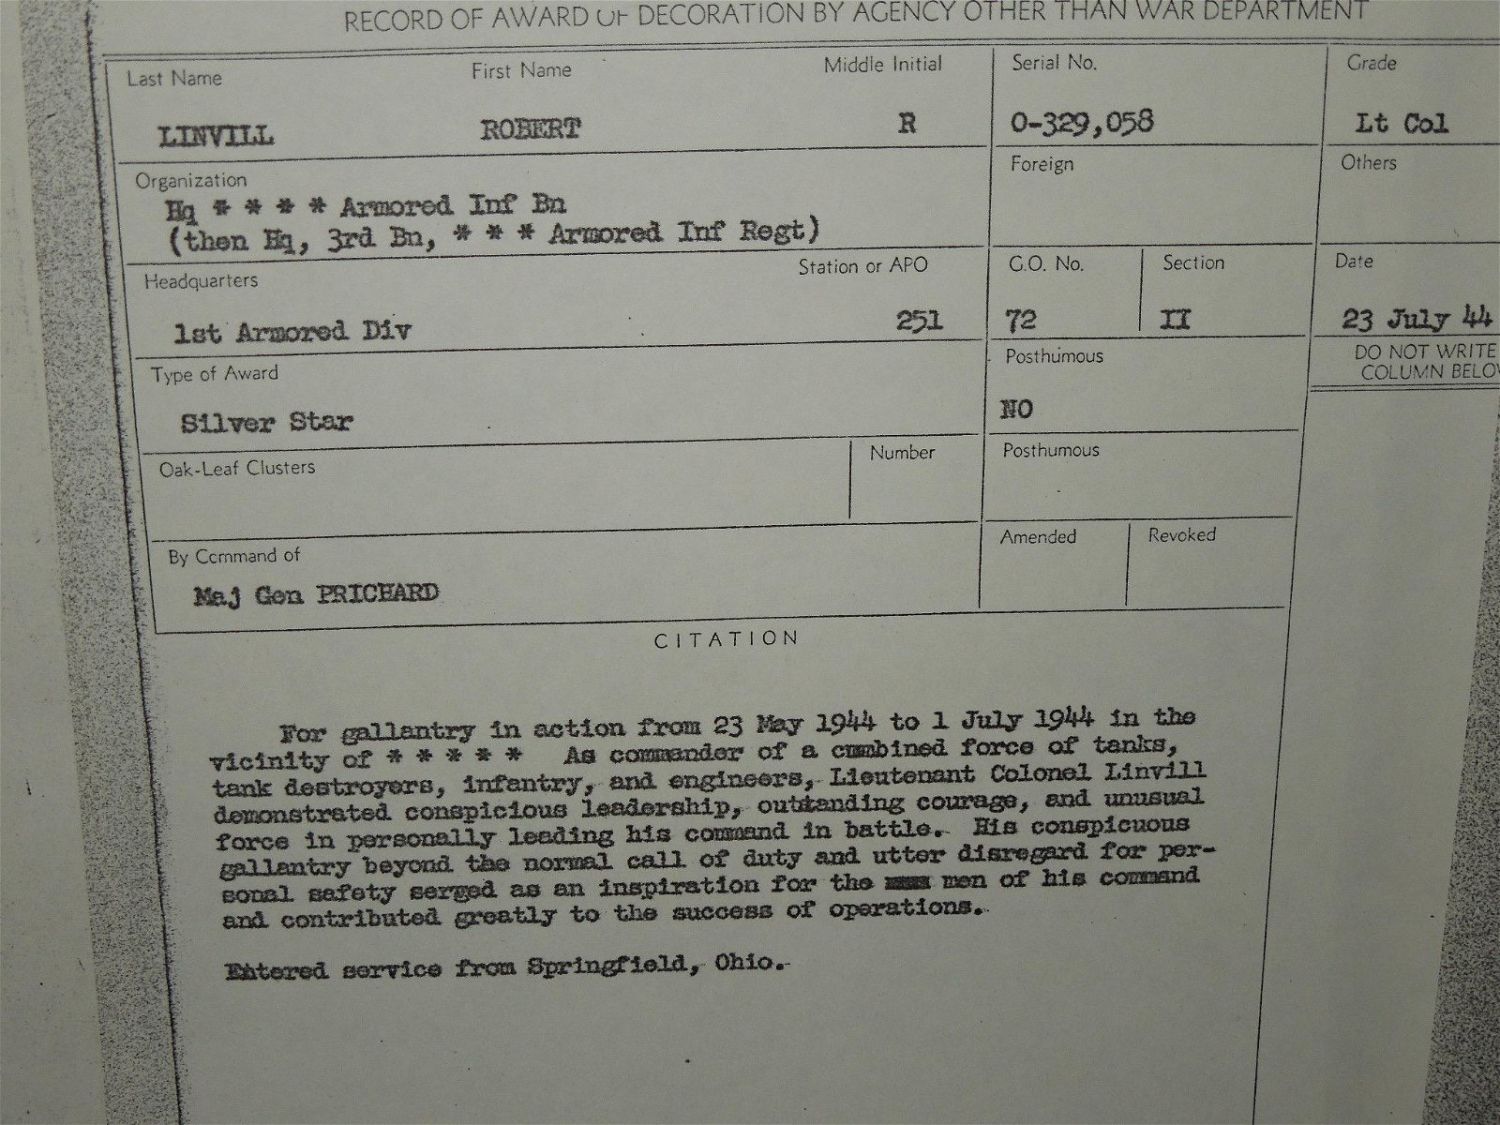 RECORD OF AWARD OF DECORATION BY AGENCY OTHER THAN WAR DEPARTMENT
Last Name First Name Middle Initial Serial No. Grade
LINVILL ROBERT R 0-329,058 Lt Col
Organization Foreign Others
Hq * * * * Armored Inf Bn
(then Hq, 3rd Bn, * * * Armored Inf Regt)
Headquarters Station or APO G.O. No. Section Date
1st Armored Div 251 72 II 23 July 44
Type of Award Posthumous DO NOT WRITE
COLUMN BELOW
Silver Star NO
Oak-Leaf Clusters Number Posthumous
By Command of Amended Revoked
Maj Gen PRICHARD
CITATION
For gallantry in action from 23 May 1944 to 1 July 1944 in the
vicinity of * * * * * As commander of a cumbined force of tanks,
tank destroyers, infantry, and engineers, Lieutenant Colonel Linvill
demonstrated conspicious leadership, outstanding courage, and unusual
force in personally leading his command in battle. His conspicuous
gallantry beyond the normal call of duty and utter disregard for per-
sonal safety serged as an inspiration for the men of his command
and contributed greatly to the success of operations.
Entered service from Springfield, Ohio.